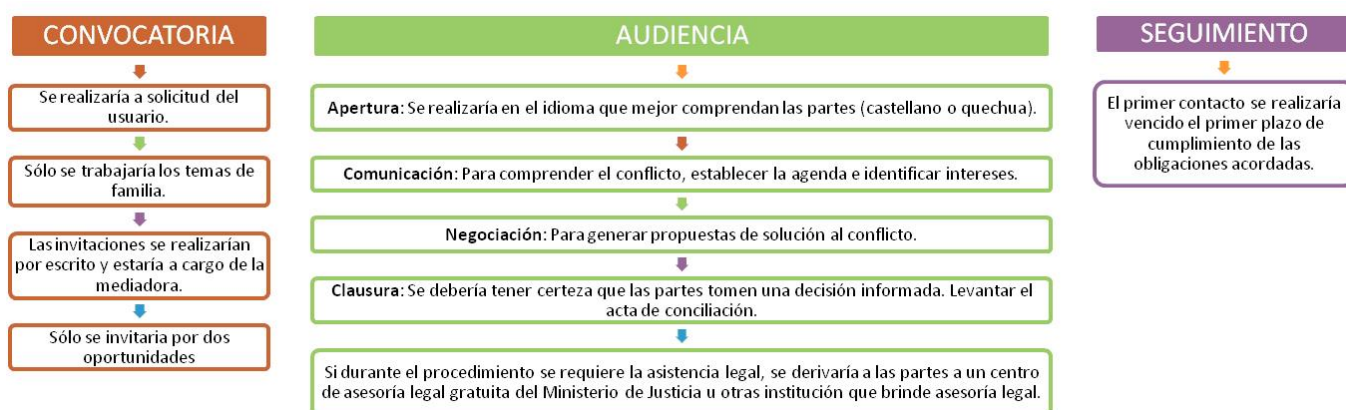 CONVOCATORIA
Se realizaría a solicitud del
usuario.
Sólo se trabajaría los temas de
familia.
Las invitaciones se realizarían
por escrito y estaría a cargo de la
mediadora.
Sólo se invitaria por dos
oportunidades
AUDIENCIA
Apertura: Se realizaría en el idioma que mejor comprendan las partes (castellano o quechua).
Comunicación: Para comprender el conflicto, establecer la agenda e identificar intereses.
Negociación: Para generar propuestas de solución al conflicto.
Clausura: Se debería tener certeza que las partes tomen una decisión informada. Levantar el
acta de conciliación.
Si durante el procedimiento se requiere la asistencia legal, se derivaría a las partes a un centro
de asesoría legal gratuita del Ministerio de Justicia u otras institución que brinde asesoría legal.
SEGUIMIENTO
El primer contacto se realizaría
vencido el primer plazo de
cumplimiento de las
obligaciones acordadas.